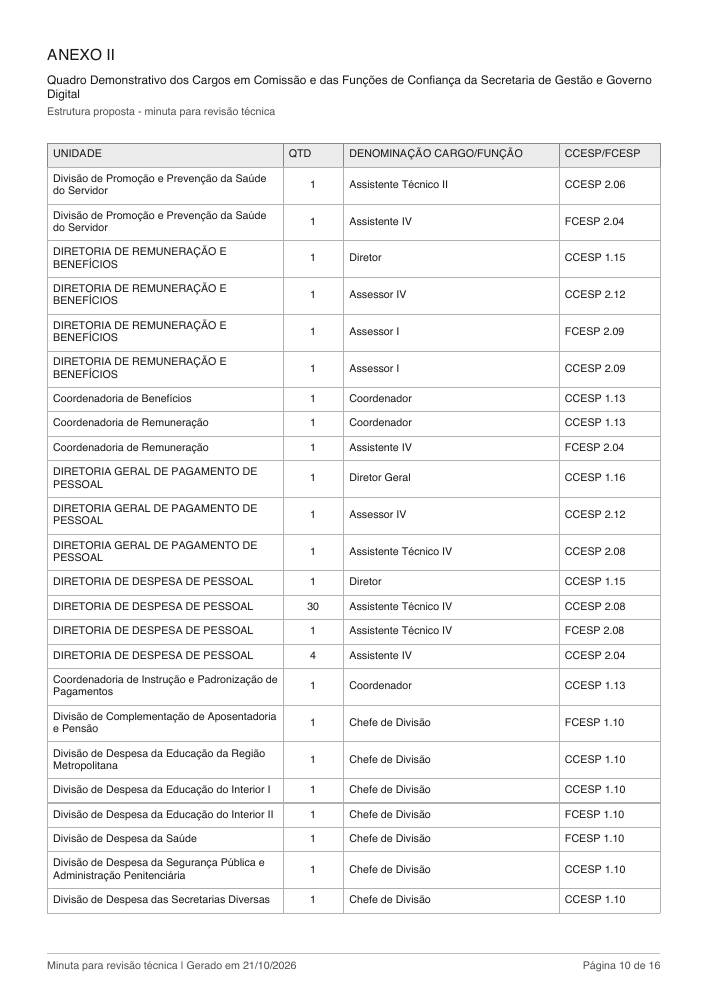 ANEXO II
Quadro Demonstrativo dos Cargos em Comissão e das Funções de Confiança da Secretaria de Gestão e Governo
Digital
Estrutura proposta - minuta para revisão técnica
UNIDADE QTD DENOMINAÇÃO CARGO/FUNÇÃO CCESP/FCESP
Divisão de Promoção e Prevenção da Saúde
do Servidor 1 Assistente Técnico II CCESP 2.06
Divisão de Promoção e Prevenção da Saúde
do Servidor 1 Assistente IV FCESP 2.04
DIRETORIA DE REMUNERAÇÃO E
BENEFÍCIOS 1 Diretor CCESP 1.15
DIRETORIA DE REMUNERAÇÃO E
BENEFÍCIOS 1 Assessor IV CCESP 2.12
DIRETORIA DE REMUNERAÇÃO E
BENEFÍCIOS 1 Assessor I FCESP 2.09
DIRETORIA DE REMUNERAÇÃO E
BENEFÍCIOS 1 Assessor I CCESP 2.09
Coordenadoria de Benefícios 1 Coordenador CCESP 1.13
Coordenadoria de Remuneração 1 Coordenador CCESP 1.13
Coordenadoria de Remuneração 1 Assistente IV FCESP 2.04
DIRETORIA GERAL DE PAGAMENTO DE
PESSOAL 1 Diretor Geral CCESP 1.16
DIRETORIA GERAL DE PAGAMENTO DE
PESSOAL 1 Assessor IV CCESP 2.12
DIRETORIA GERAL DE PAGAMENTO DE
PESSOAL 1 Assistente Técnico IV CCESP 2.08
DIRETORIA DE DESPESA DE PESSOAL 1 Diretor CCESP 1.15
DIRETORIA DE DESPESA DE PESSOAL 30 Assistente Técnico IV CCESP 2.08
DIRETORIA DE DESPESA DE PESSOAL 1 Assistente Técnico IV FCESP 2.08
DIRETORIA DE DESPESA DE PESSOAL 4 Assistente IV CCESP 2.04
Coordenadoria de Instrução e Padronização de
Pagamentos 1 Coordenador CCESP 1.13
Divisão de Complementação de Aposentadoria
e Pensão 1 Chefe de Divisão FCESP 1.10
Divisão de Despesa da Educação da Região
Metropolitana 1 Chefe de Divisão CCESP 1.10
Divisão de Despesa da Educação do Interior I 1 Chefe de Divisão CCESP 1.10
Divisão de Despesa da Educação do Interior II 1 Chefe de Divisão FCESP 1.10
Divisão de Despesa da Saúde 1 Chefe de Divisão FCESP 1.10
Divisão de Despesa da Segurança Pública e
Administração Penitenciária 1 Chefe de Divisão CCESP 1.10
Divisão de Despesa das Secretarias Diversas 1 Chefe de Divisão CCESP 1.10
Minuta para revisão técnica | Gerado em 21/10/2026 Página 10 de 16